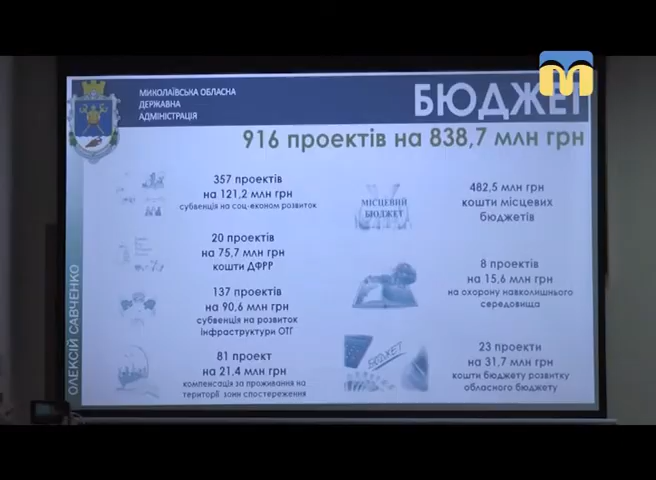 МИКОЛАЇВСЬКА ОБЛАСНА
ДЕРЖАВНА
АДМІНІСТРАЦІЯ
БЮДЖЕТ
916 проектів на 838,7 млн грн
357 проектів
на 121,2 млн грн
субвенція на соц-економ розвиток
20 проектів
на 75,7 млн грн
кошти ДФРР
137 проектів
на 90,6 млн грн
субвенція на розвиток
інфраструктури ОТГ
81 проект
на 21,4 млн грн
компенсація за проживання на
території зони спостереження
МІСЦЕВИЙ
БЮДЖЕТ
482,5 млн грн
кошти місцевих
бюджетів
8 проектів
на 15,6 млн грн
на охорону навколишнього
середовища
БЮДЖЕТ
23 проекти
на 31,7 млн грн
кошти бюджету розвитку
обласного бюджету
ОЛЕКСІЙ САВЧЕНКО
М